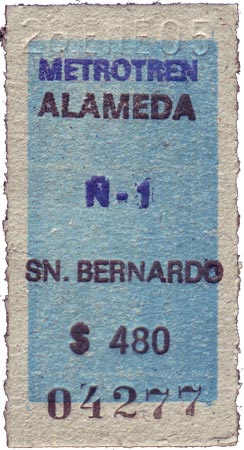 METROTREN
ALAMEDA
N-1
SN. BERNARDO
$ 480
04277